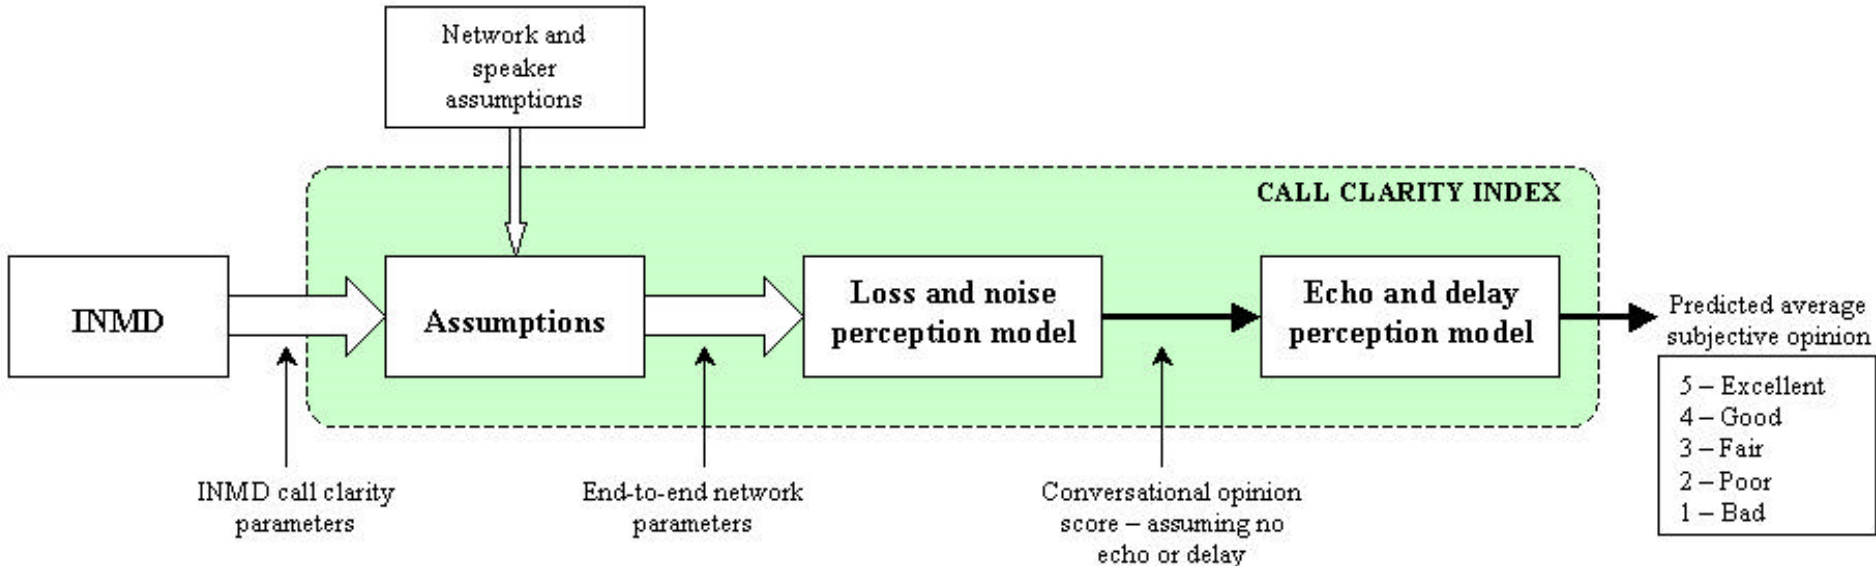 Network and
speaker
assumptions
CALL CLARITY INDEX
INMD
Assumptions
Loss and noise
perception model
Echo and delay
perception model
Predicted average
subjective opinion
5 – Excellent
4 – Good
3 – Fair
2 – Poor
1 – Bad
INMD call clarity
parameters
End-to-end network
parameters
Conversational opinion
score – assuming no
echo or delay